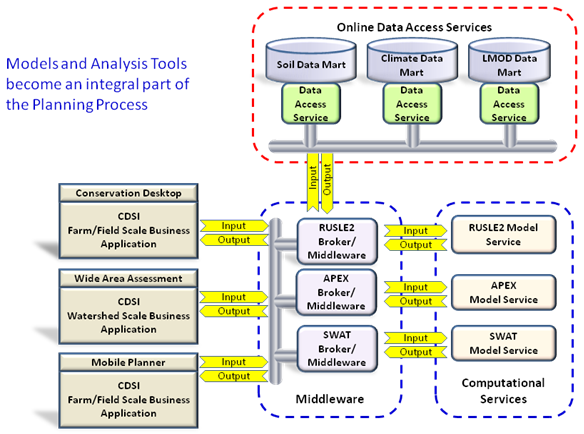 Models and Analysis Tools
become an integral part of
the Planning Process
Online Data Access Services
Soil Data Mart
Climate Data
Mart
LMOD Data
Mart
Data
Access
Service
Data
Access
Service
Data
Access
Service
Input
Output
Conservation Desktop
CDSI
Farm/Field Scale Business
Application
Input
Output
RUSLE2
Broker/
Middleware
Input
Output
RUSLE2 Model
Service
Wide Area Assessment
CDSI
Watershed Scale Business
Application
Input
Output
APEX
Broker/
Middleware
Input
Output
APEX
Model Service
Mobile Planner
CDSI
Farm/Field Scale Business
Application
Input
Output
SWAT
Broker/
Middleware
Input
Output
SWAT
Model Service
Middleware
Computational
Services